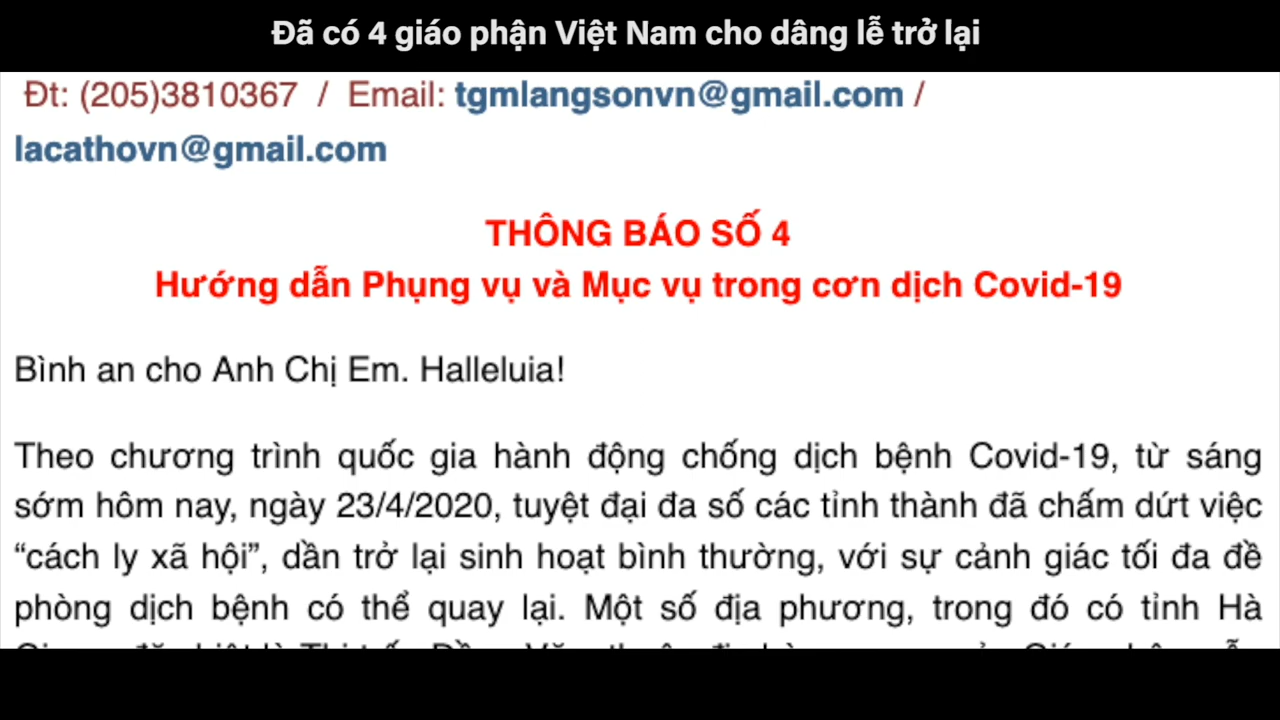 Đã có 4 giáo phận Việt Nam cho dâng lễ trở lại
Đt: (205)3810367 / Email: tgmlangsonvn@gmail.com /
lacathovn@gmail.com
THÔNG BÁO SỐ 4
Hướng dẫn Phụng vụ và Mục vụ trong cơn dịch Covid-19
Bình an cho Anh Chị Em. Halleluia!
Theo chương trình quốc gia hành động chống dịch bệnh Covid-19, từ sáng
sớm hôm nay, ngày 23/4/2020, tuyệt đại đa số các tỉnh thành đã chấm dứt việc
“cách ly xã hội”, dần trở lại sinh hoạt bình thường, với sự cảnh giác tối đa đề
phòng dịch bệnh có thể quay lại. Một số địa phương, trong đó có tỉnh Hà